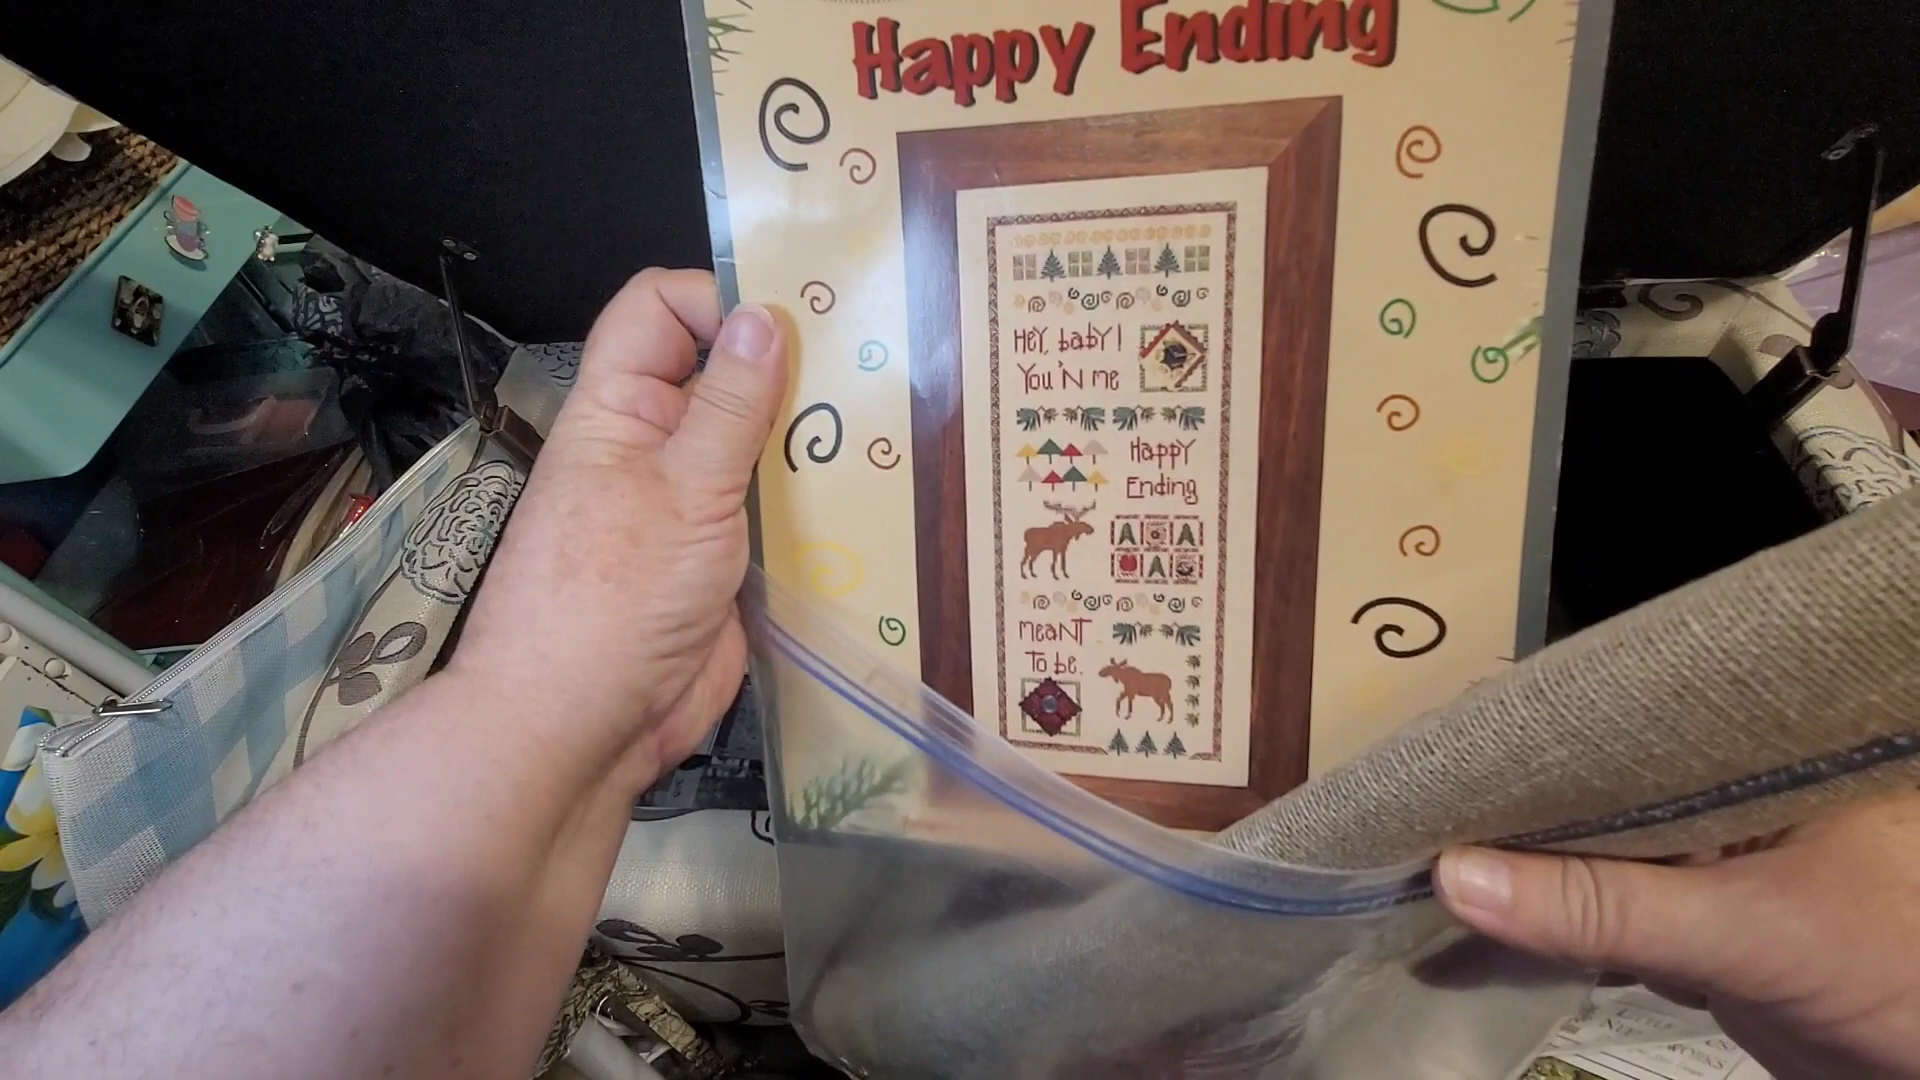 Happy Ending
Hey, baby!
You 'N me
Happy
Ending
meaNT
To be.